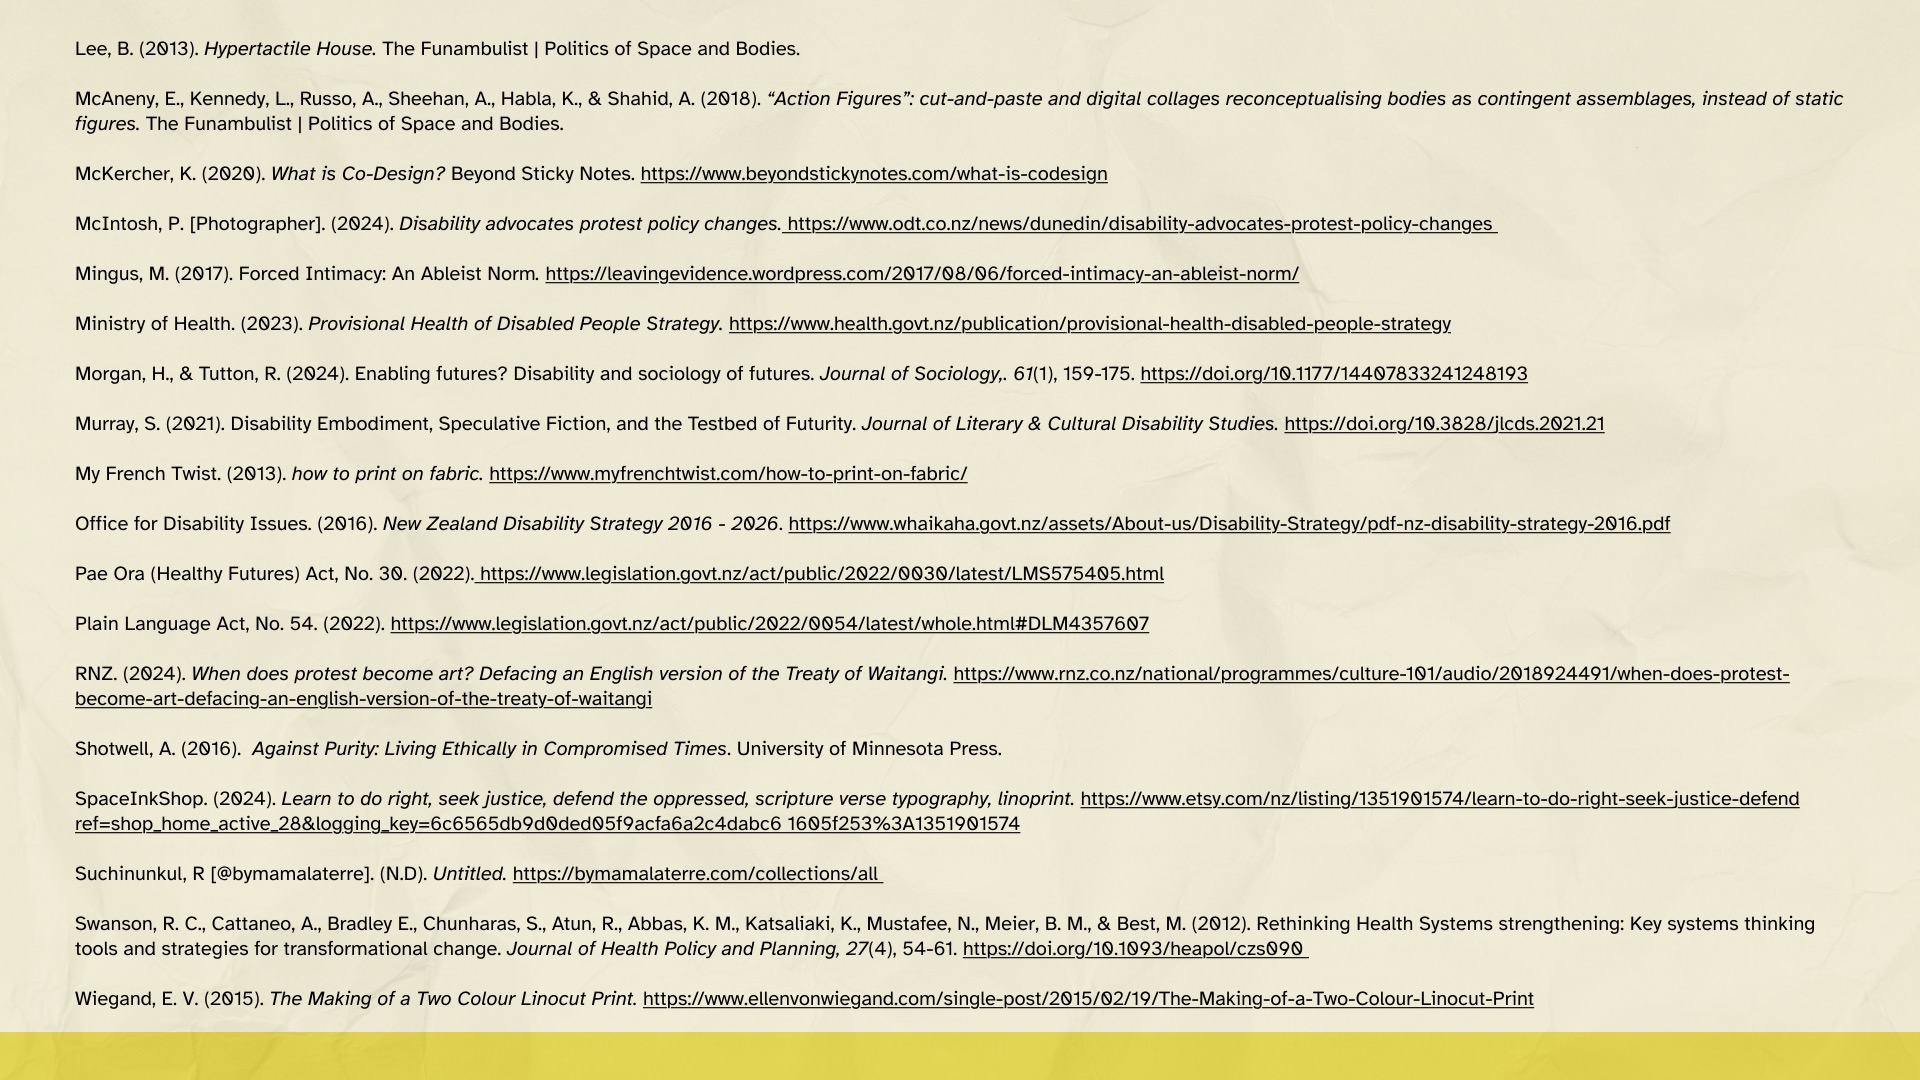 Lee, B. (2013). Hypertactile House. The Funambulist | Politics of Space and Bodies.
McAneny, E., Kennedy, L., Russo, A., Sheehan, A., Habla, K., & Shahid, A. (2018). “Action Figures”: cut-and-paste and digital collages reconceptualising bodies as contingent assemblages, instead of static
figures. The Funambulist | Politics of Space and Bodies.
McKercher, K. (2020). What is Co-Design? Beyond Sticky Notes. https://www.beyondstickynotes.com/what-is-codesign
McIntosh, P. [Photographer]. (2024). Disability advocates protest policy changes. https://www.odt.co.nz/news/dunedin/disability-advocates-protest-policy-changes
Mingus, M. (2017). Forced Intimacy: An Ableist Norm. https://leavingevidence.wordpress.com/2017/08/06/forced-intimacy-an-ableist-norm/
Ministry of Health. (2023). Provisional Health of Disabled People Strategy. https://www.health.govt.nz/publication/provisional-health-disabled-people-strategy
Morgan, H., & Tutton, R. (2024). Enabling futures? Disability and sociology of futures. Journal of Sociology,. 61(1), 159-175. https://doi.org/10.1177/14407833241248193
Murray, S. (2021). Disability Embodiment, Speculative Fiction, and the Testbed of Futurity. Journal of Literary & Cultural Disability Studies. https://doi.org/10.3828/jlcds.2021.21
My French Twist. (2013). how to print on fabric. https://www.myfrenchtwist.com/how-to-print-on-fabric/
Office for Disability Issues. (2016). New Zealand Disability Strategy 2016 - 2026. https://www.whaikaha.govt.nz/assets/About-us/Disability-Strategy/pdf-nz-disability-strategy-2016.pdf
Pae Ora (Healthy Futures) Act, No. 30. (2022). https://www.legislation.govt.nz/act/public/2022/0030/latest/LMS575405.html
Plain Language Act, No. 54. (2022). https://www.legislation.govt.nz/act/public/2022/0054/latest/whole.html#DLM4357607
RNZ. (2024). When does protest become art? Defacing an English version of the Treaty of Waitangi. https://www.rnz.co.nz/national/programmes/culture-101/audio/2018924491/when-does-protest-
become-art-defacing-an-english-version-of-the-treaty-of-waitangi
Shotwell, A. (2016). Against Purity: Living Ethically in Compromised Times. University of Minnesota Press.
SpaceInkShop. (2024). Learn to do right, seek justice, defend the oppressed, scripture verse typography, linoprint. https://www.etsy.com/nz/listing/1351901574/learn-to-do-right-seek-justice-defend
ref=shop_home_active_28&logging_key=6c6565db9d0ded05f9acfa6a2c4dabc6 1605f253%3A1351901574
Suchinunkul, R [@bymamalaterre]. (N.D). Untitled. https://bymamalaterre.com/collections/all
Swanson, R. C., Cattaneo, A., Bradley E., Chunharas, S., Atun, R., Abbas, K. M., Katsaliaki, K., Mustafee, N., Meier, B. M., & Best, M. (2012). Rethinking Health Systems strengthening: Key systems thinking
tools and strategies for transformational change. Journal of Health Policy and Planning, 27(4), 54-61. https://doi.org/10.1093/heapol/czs090
Wiegand, E. V. (2015). The Making of a Two Colour Linocut Print. https://www.ellenvonwiegand.com/single-post/2015/02/19/The-Making-of-a-Two-Colour-Linocut-Print